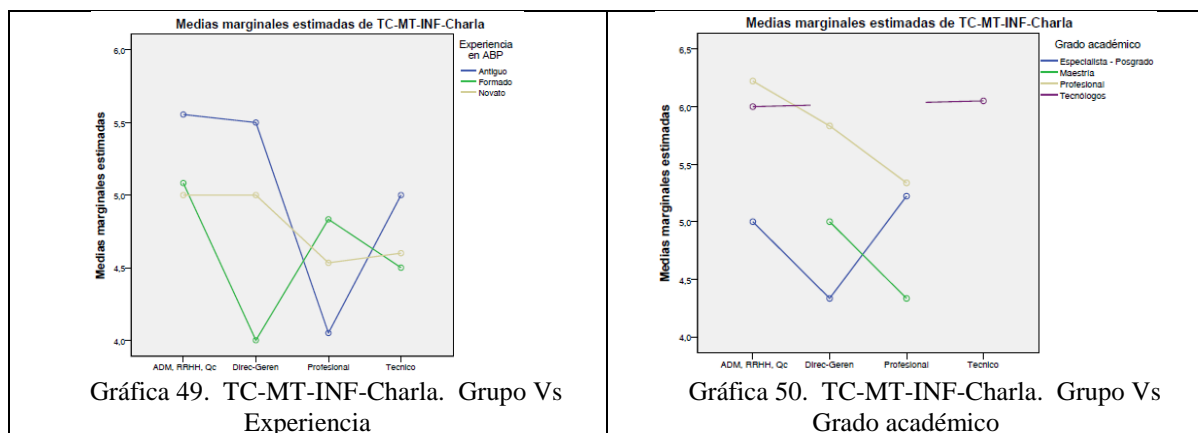 Medias marginales estimadas de TC-MT-INF-Charla
Experiencia
en ABP
Antiguo
Formado
Novato
Medias marginales estimadas
6,0
5,5
5,0
4,5
4,0
ADM, RRHH, Qc
Direc-Geren
Profesional
Tecnico
Gráfica 49. TC-MT-INF-Charla. Grupo Vs
Experiencia
Medias marginales estimadas de TC-MT-INF-Charla
Grado académico
Especialista - Posgrado
Maestría
Profesional
Tecnólogos
Medias marginales estimadas
6,5
6,0
5,5
5,0
4,5
4,0
ADM, RRHH, Qc
Direc-Geren
Profesional
Tecnico
Gráfica 50. TC-MT-INF-Charla. Grupo Vs
Grado académico